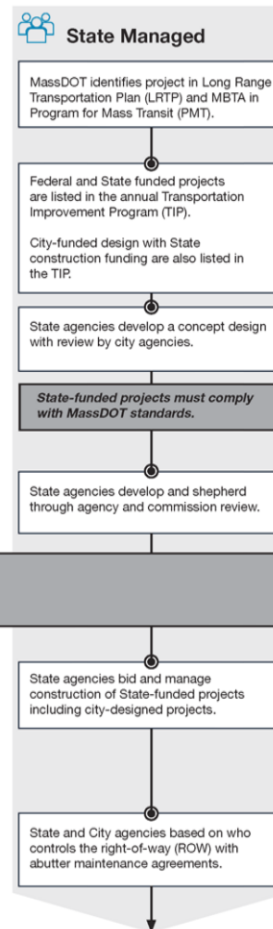 State Managed
MassDOT identifies project in Long Range
Transportation Plan (LRTP) and MBTA in
Program for Mass Transit (PMT).
Federal and State funded projects
are listed in the annual Transportation
Improvement Program (TIP).
City-funded design with State
construction funding are also listed in
the TIP.
State agencies develop a concept design
with review by city agencies.
State-funded projects must comply
with MassDOT standards.
State agencies develop and shepherd
through agency and commission review.
State agencies bid and manage
construction of State-funded projects
including city-designed projects.
State and City agencies based on who
controls the right-of-way (ROW) with
abutter maintenance agreements.